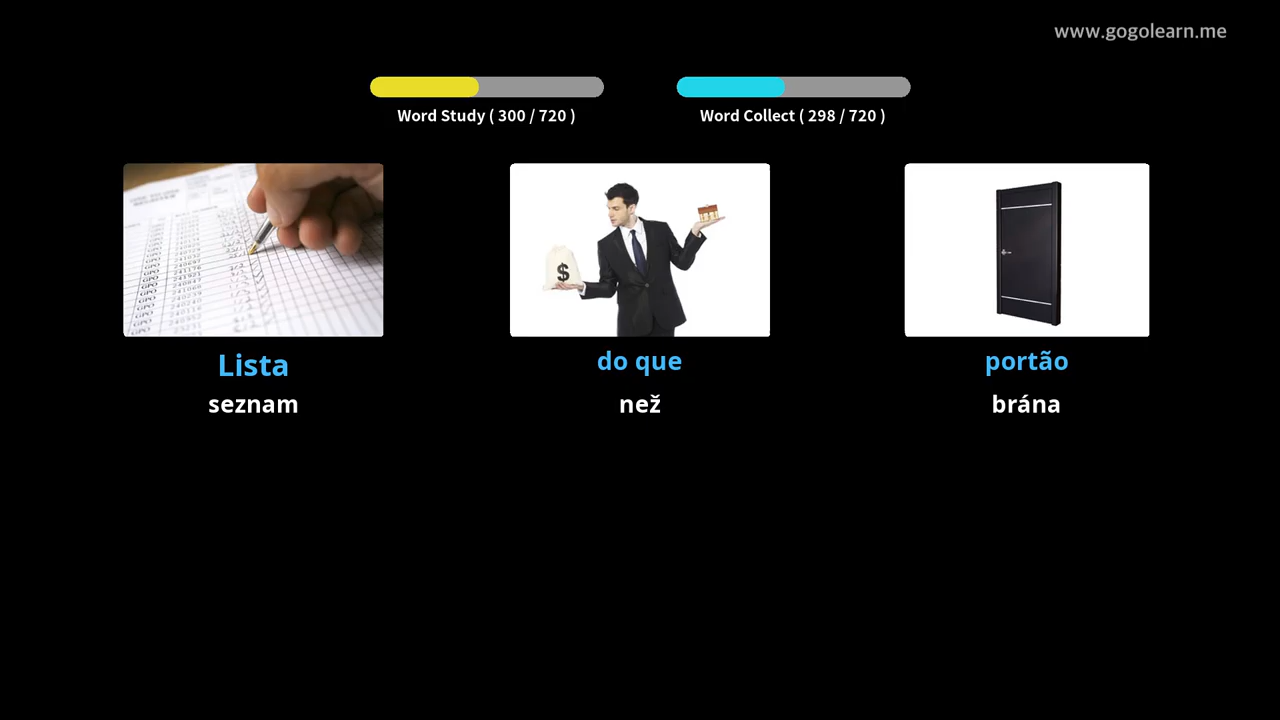 www.gogolearn.me
Word Study ( 300 / 720 )
Word Collect ( 298 / 720 )
$
Lista
do que
portão
seznam
než
brána